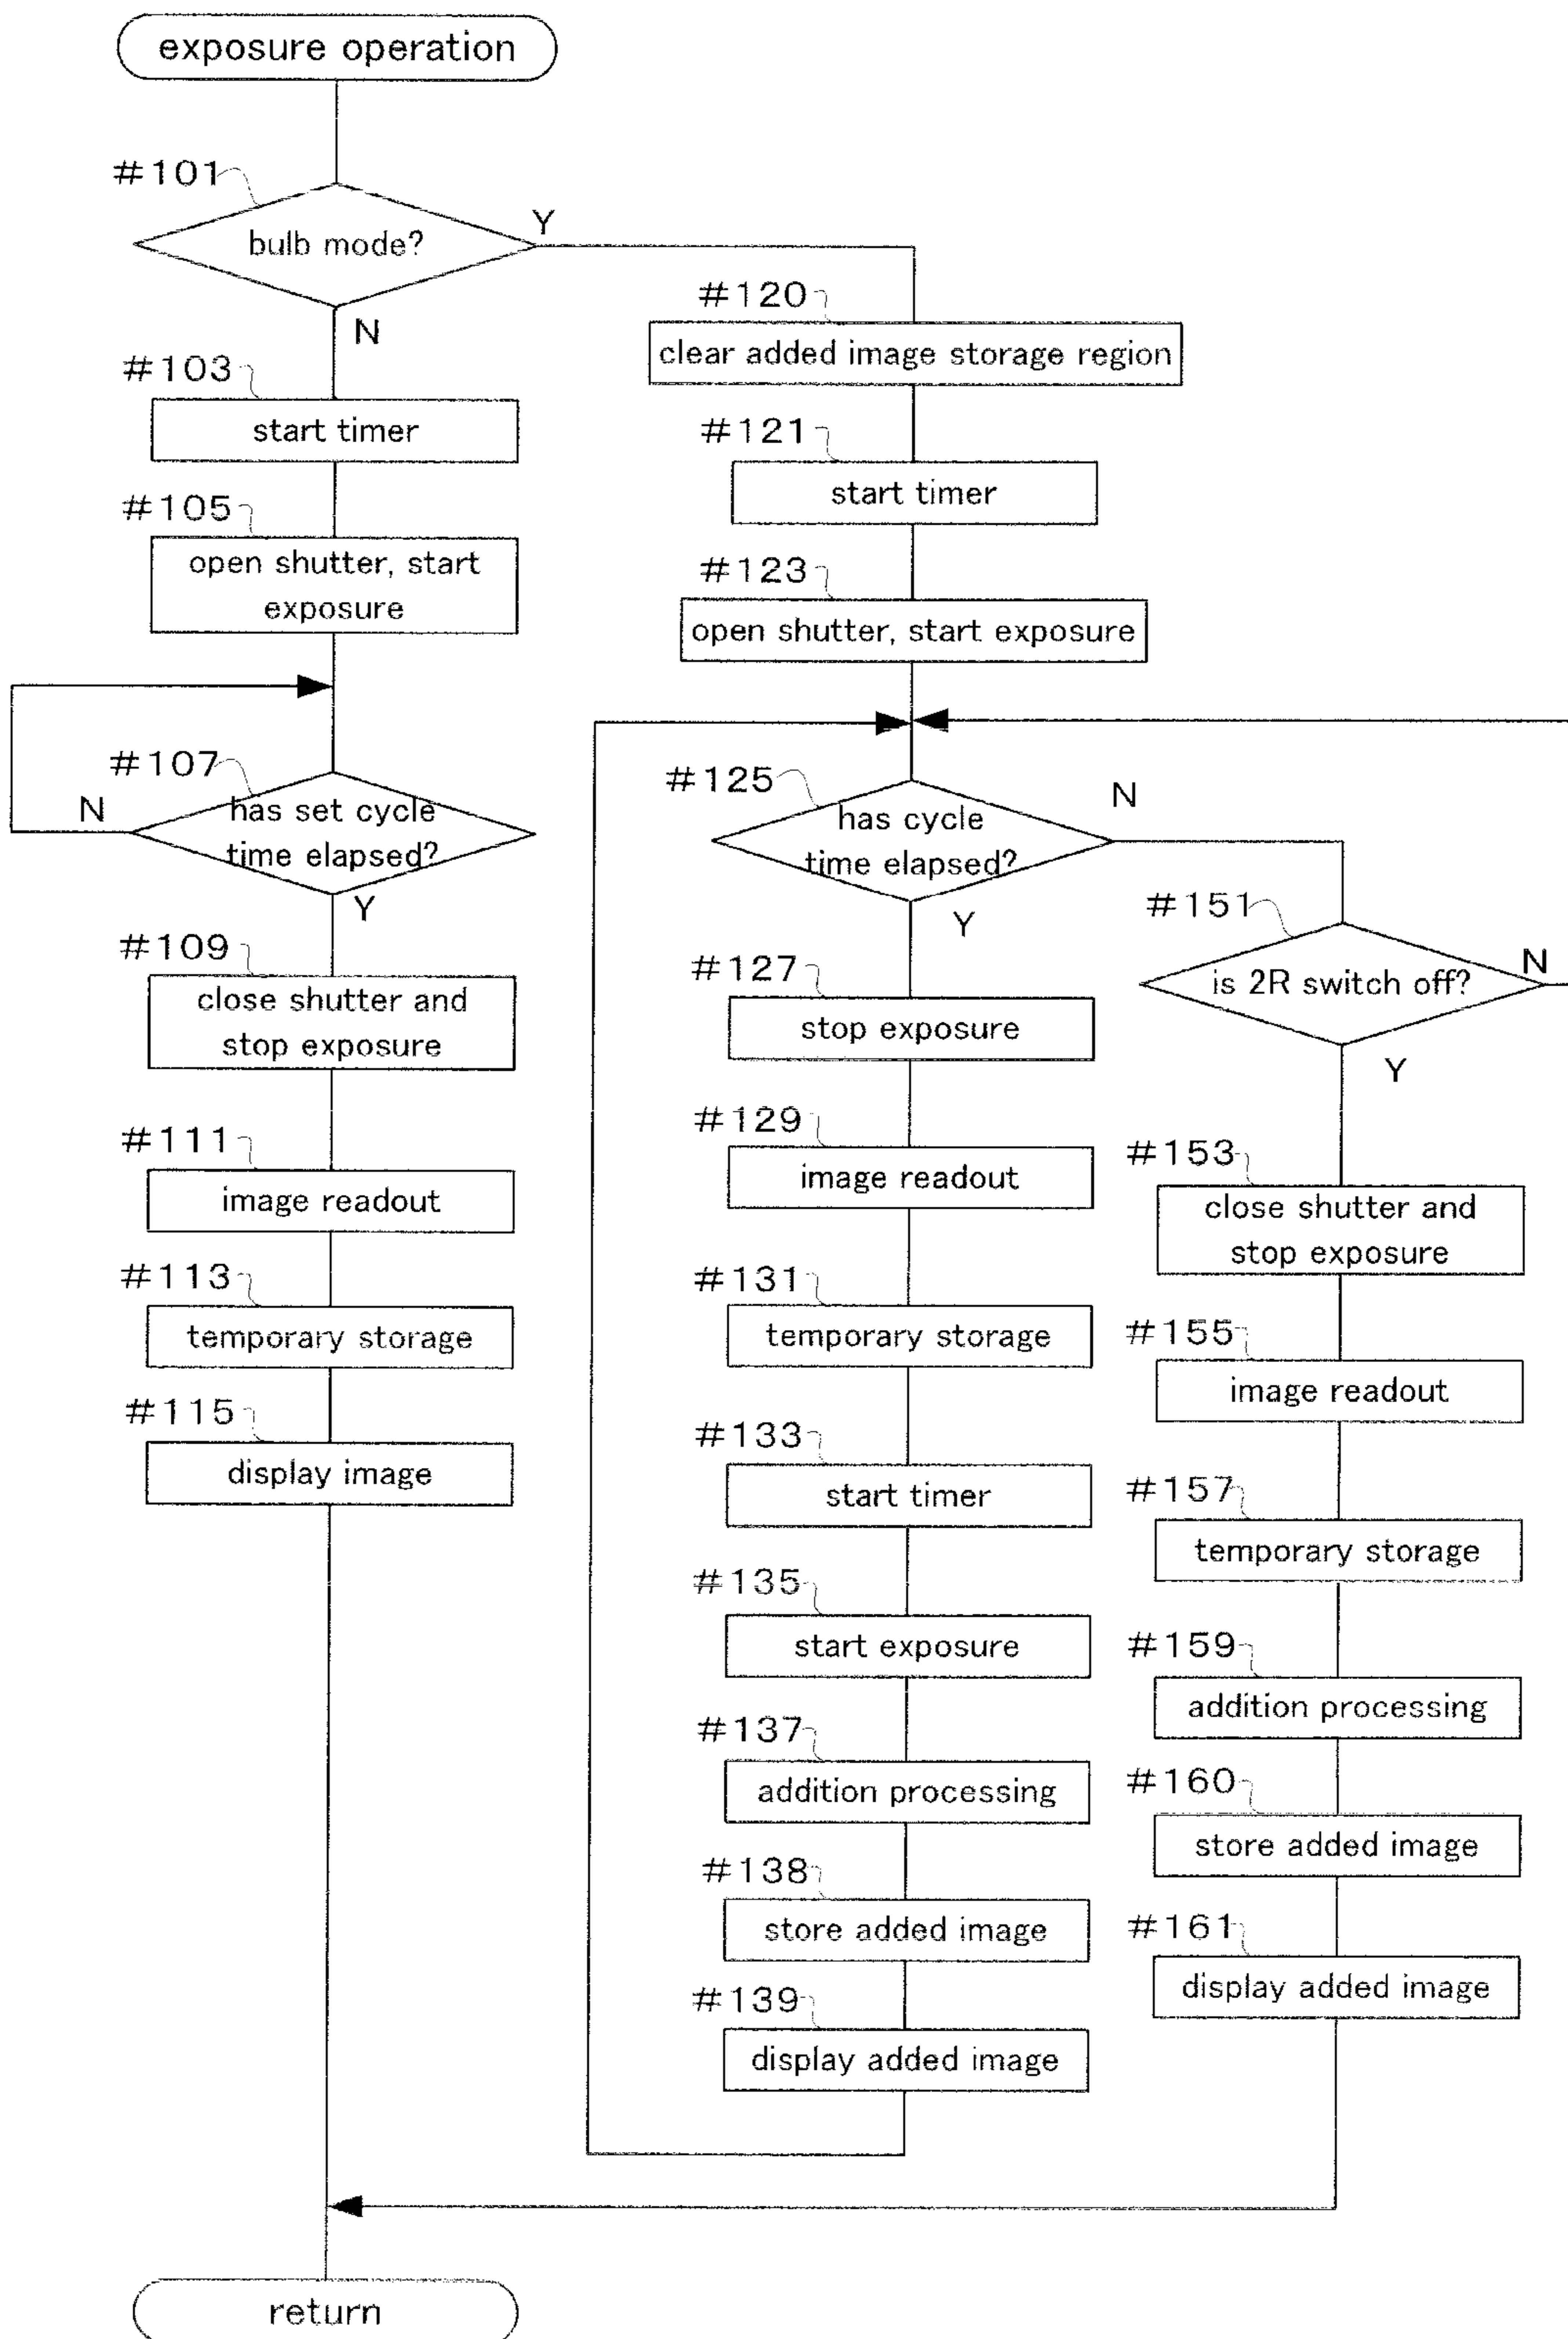 exposure operation
#101
bulb mode?
Y
N
#103
start timer
#105
open shutter, start
exposure
#107
has set cycle
time elapsed?
N
Y
#109
close shutter and
stop exposure
#111
image readout
#113
temporary storage
#115
display image
#120
clear added image storage region
#121
start timer
#123
open shutter, start exposure
#125
has cycle
time elapsed?
N
Y
#127
stop exposure
#129
image readout
#131
temporary storage
#133
start timer
#135
start exposure
#137
addition processing
#138
store added image
#139
display added image
#151
is 2R switch off?
N
Y
#153
close shutter and
stop exposure
#155
image readout
#157
temporary storage
#159
addition processing
#160
store added image
#161
display added image
return